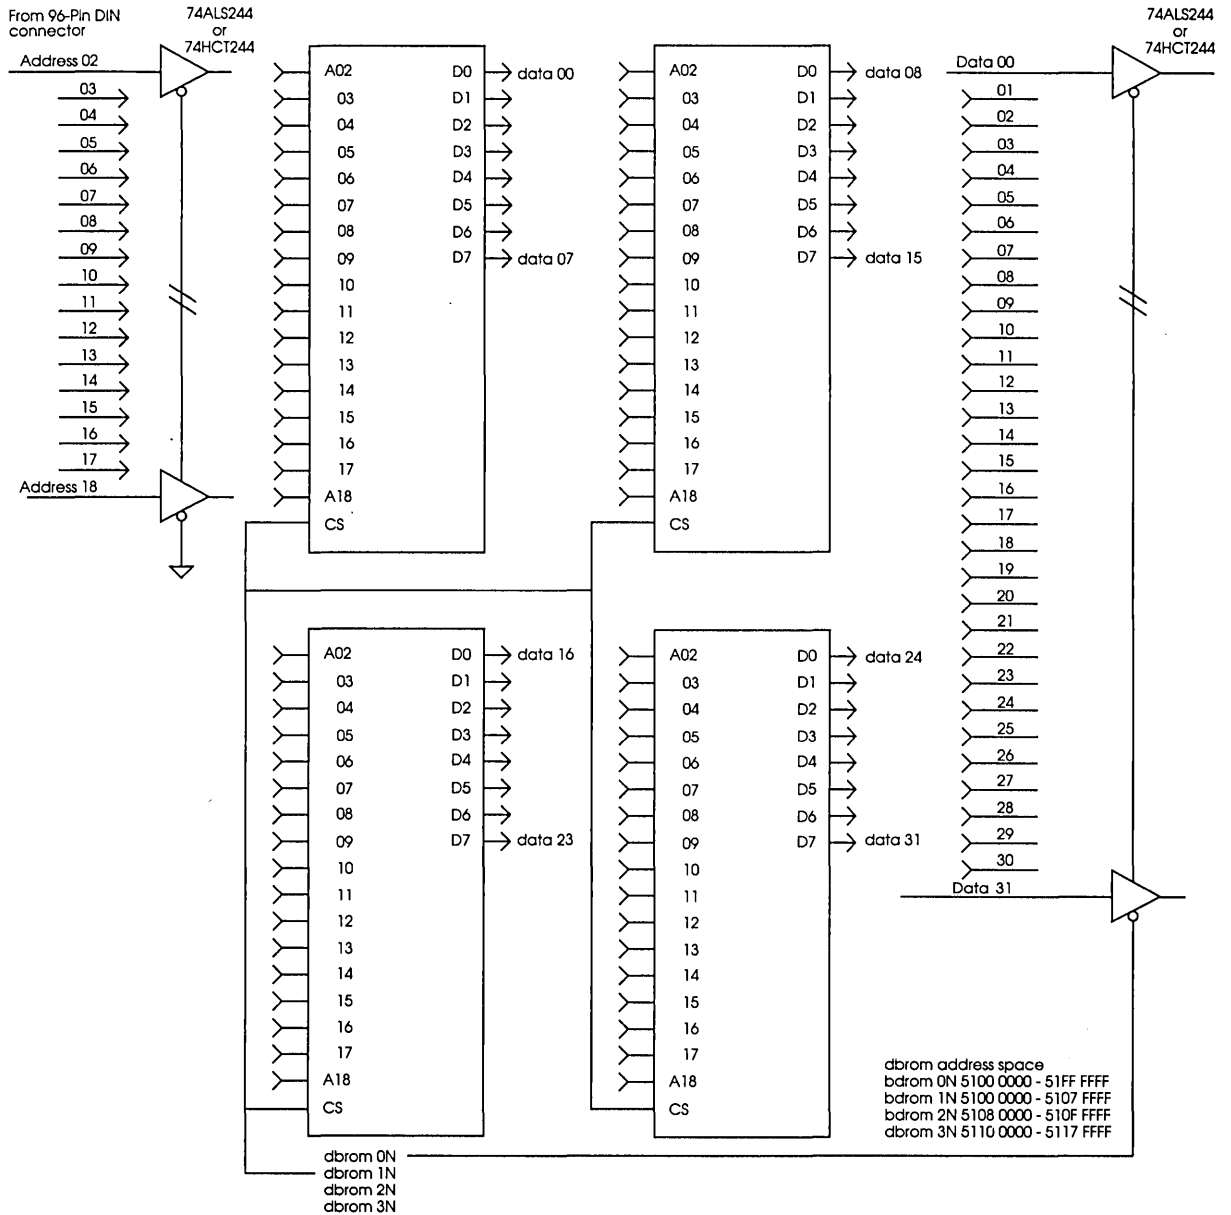 From 96-Pin DIN
connector
Address 02
03
04
05
06
07
08
09
10
11
12
13
14
15
16
17
Address 18
74ALS244
or
74HCT244
A02 D0 data 00
03 D1
04 D2
05 D3
06 D4
07 D5
08 D6
09 D7 data 07
10
11
12
13
14
15
16
17
A18
CS
A02 D0 data 08
03 D1
04 D2
05 D3
06 D4
07 D5
08 D6
09 D7 data 15
10
11
12
13
14
15
16
17
A18
CS
74ALS244
or
74HCT244
Data 00
01
02
03
04
05
06
07
08
09
10
11
12
13
14
15
16
17
18
19
20
21
22
23
24
25
26
27
28
29
30
Data 31
A02 D0 data 16
03 D1
04 D2
05 D3
06 D4
07 D5
08 D6
09 D7 data 23
10
11
12
13
14
15
16
17
A18
CS
A02 D0 data 24
03 D1
04 D2
05 D3
06 D4
07 D5
08 D6
09 D7 data 31
10
11
12
13
14
15
16
17
A18
CS
dbrom address space
bdrom 0N 5100 0000 - 51FF FFFF
bdrom 1N 5100 0000 - 5107 FFFF
bdrom 2N 5108 0000 - 510F FFFF
dbrom 3N 5110 0000 - 5117 FFFF
dbrom 0N
dbrom 1N
dbrom 2N
dbrom 3N